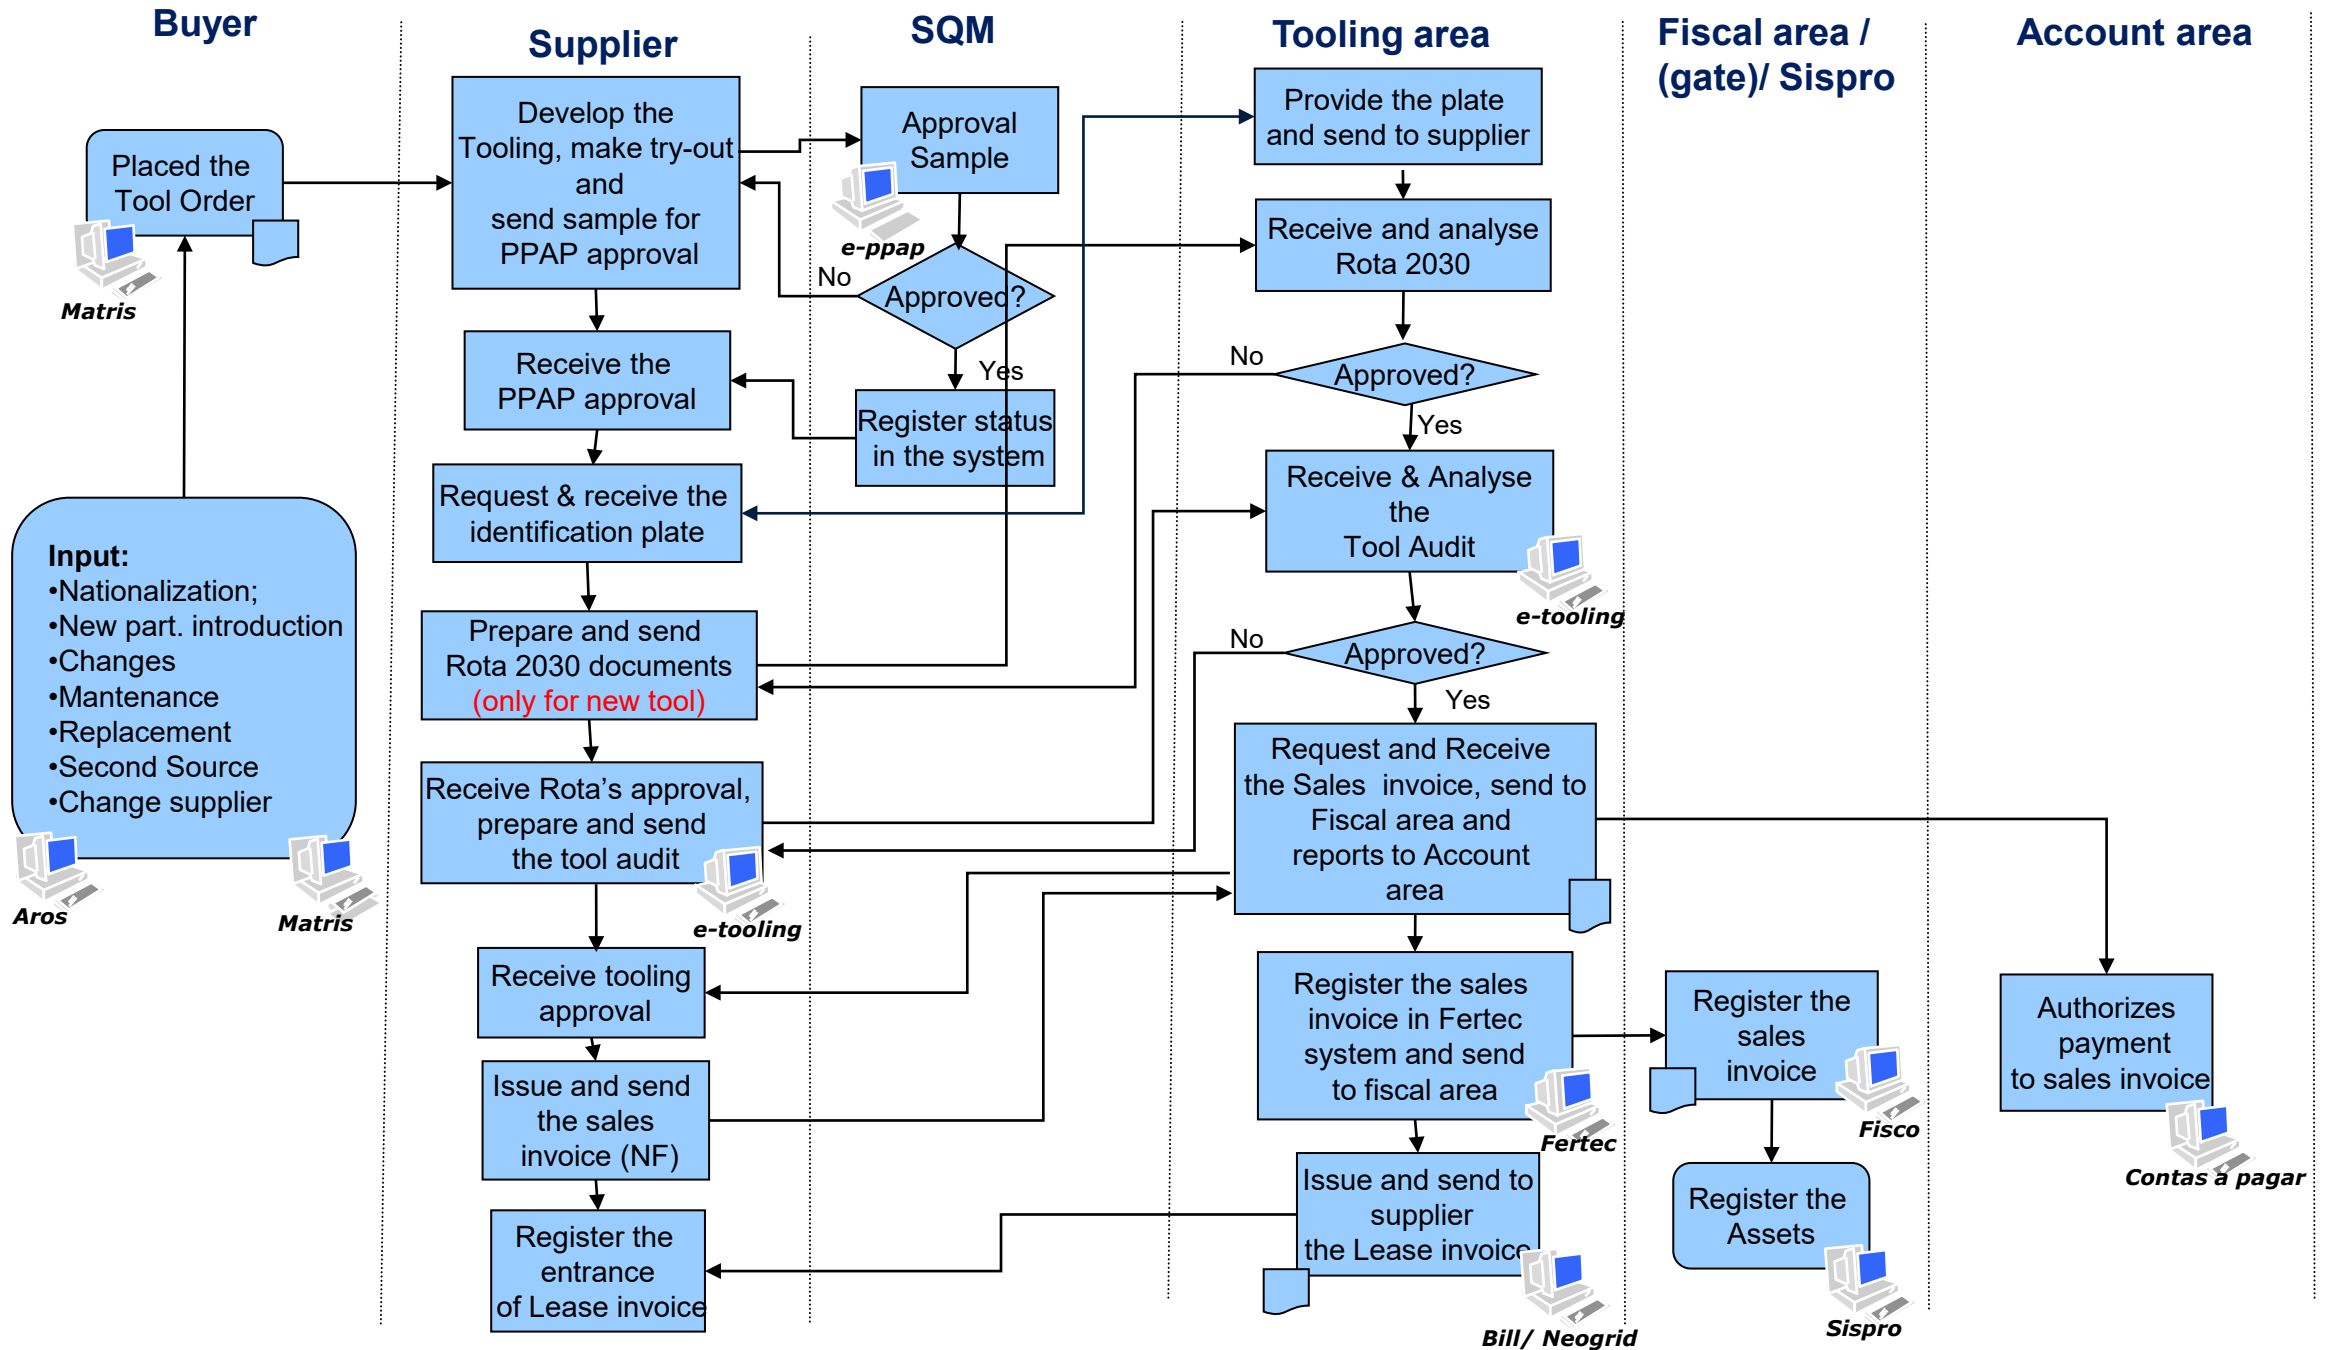 Buyer
Supplier
SQM
Tooling area
Fiscal area /
(gate)/ Sispro
Account area
Placed the
Tool Order
Matris
Input:
•Nationalization;
•New part. introduction
•Changes
•Mantenance
•Replacement
•Second Source
•Change supplier
Aros
Matris
Develop the
Tooling, make try-out
and
send sample for
PPAP approval
Receive the
PPAP approval
Request & receive the
identification plate
Prepare and send
Rota 2030 documents
(only for new tool)
Receive Rota’s approval,
prepare and send
the tool audit
e-tooling
Receive tooling
approval
Issue and send
the sales
invoice (NF)
Register the
entrance
of Lease invoice
Approval
Sample
e-ppap
No
Approved?
Yes
Register status
in the system
Provide the plate
and send to supplier
Receive and analyse
Rota 2030
No
Approved?
Yes
Receive & Analyse
the
Tool Audit
e-tooling
No
Approved?
Yes
Request and Receive
the Sales invoice, send to
Fiscal area and
reports to Account
area
Register the sales
invoice in Fertec
system and send
to fiscal area
Fertec
Issue and send to
supplier
the Lease invoice
Bill/ Neogrid
Register the
sales
invoice
Fisco
Register the
Assets
Sispro
Authorizes
payment
to sales invoice
Contas a pagar